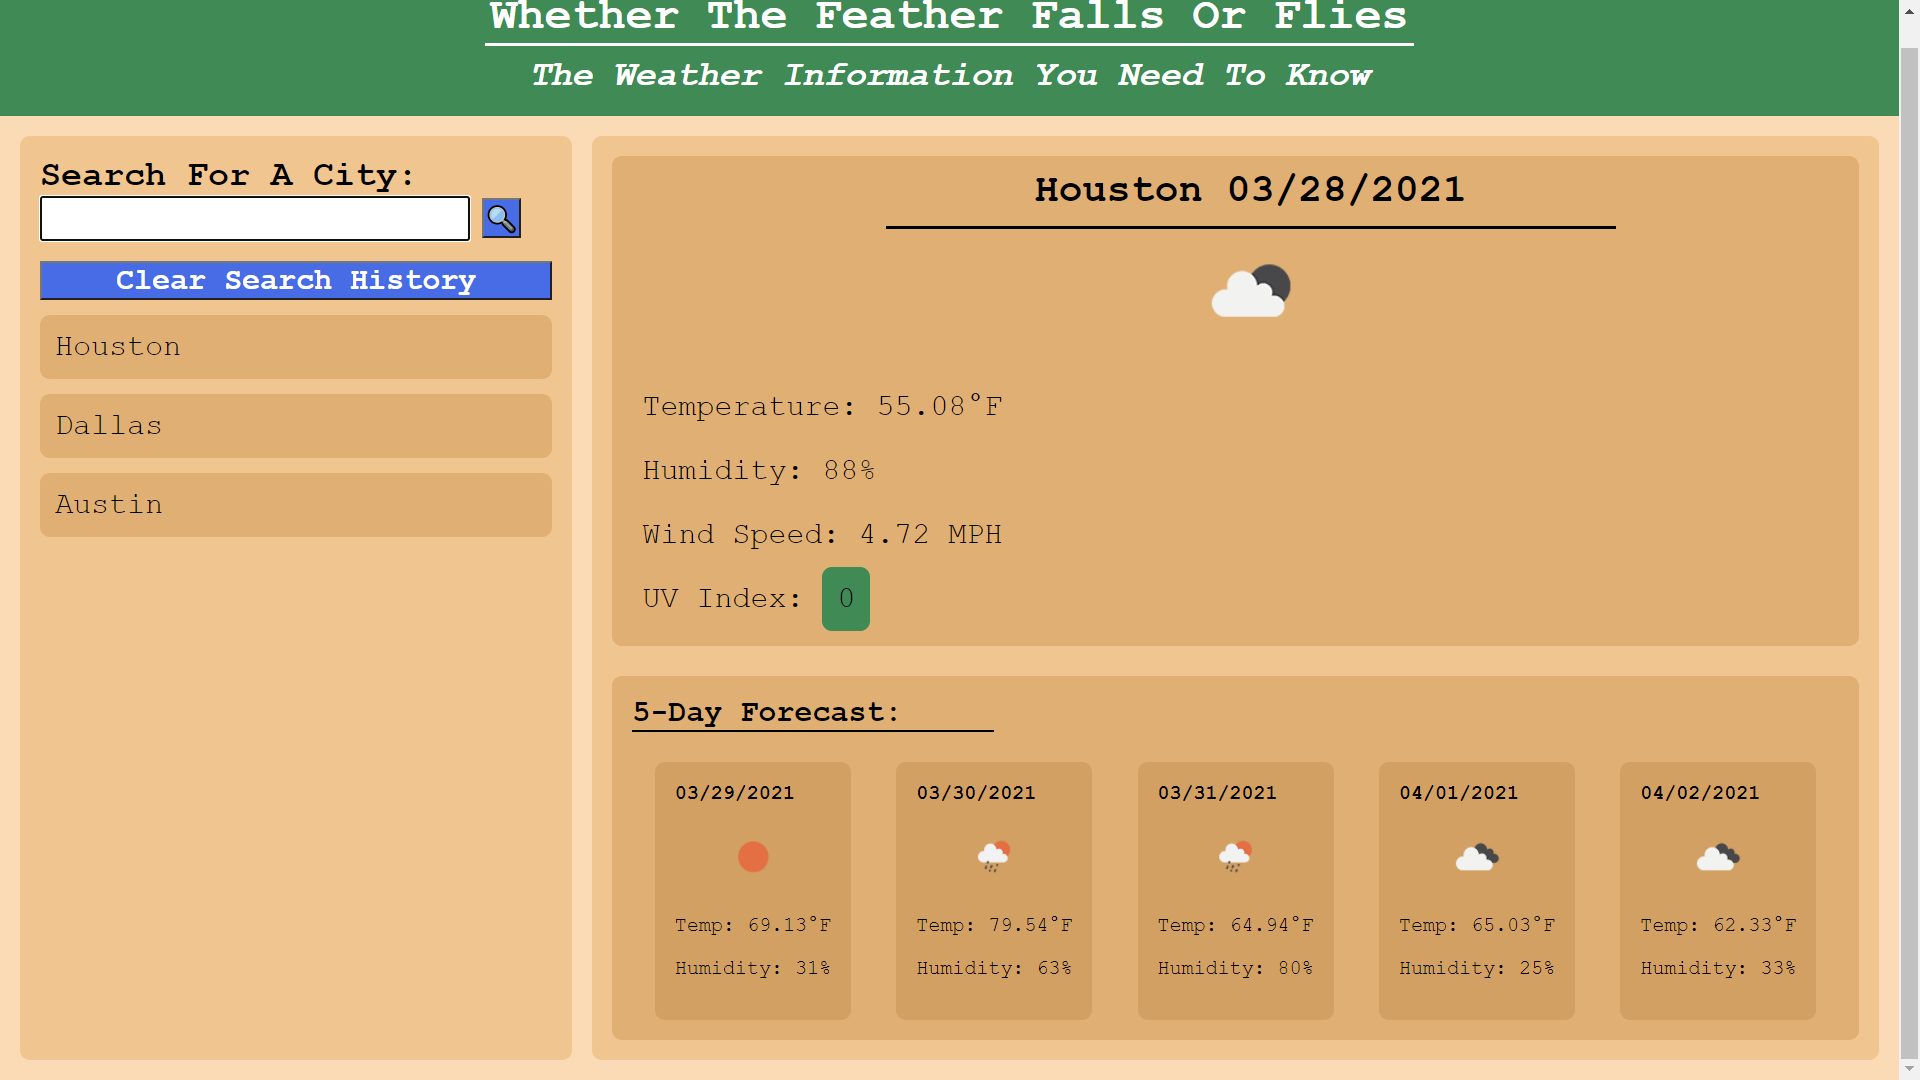 Whether The Feather Falls Or Flies
The Weather Information You Need To Know
Search For A City:
Clear Search History
Houston
Dallas
Austin
Houston 03/28/2021
Temperature: 55.08°F
Humidity: 88%
Wind Speed: 4.72 MPH
UV Index: 0
5-Day Forecast:
03/29/2021
Temp: 69.13°F
Humidity: 31%
03/30/2021
Temp: 79.54°F
Humidity: 63%
03/31/2021
Temp: 64.94°F
Humidity: 80%
04/01/2021
Temp: 65.03°F
Humidity: 25%
04/02/2021
Temp: 62.33°F
Humidity: 33%